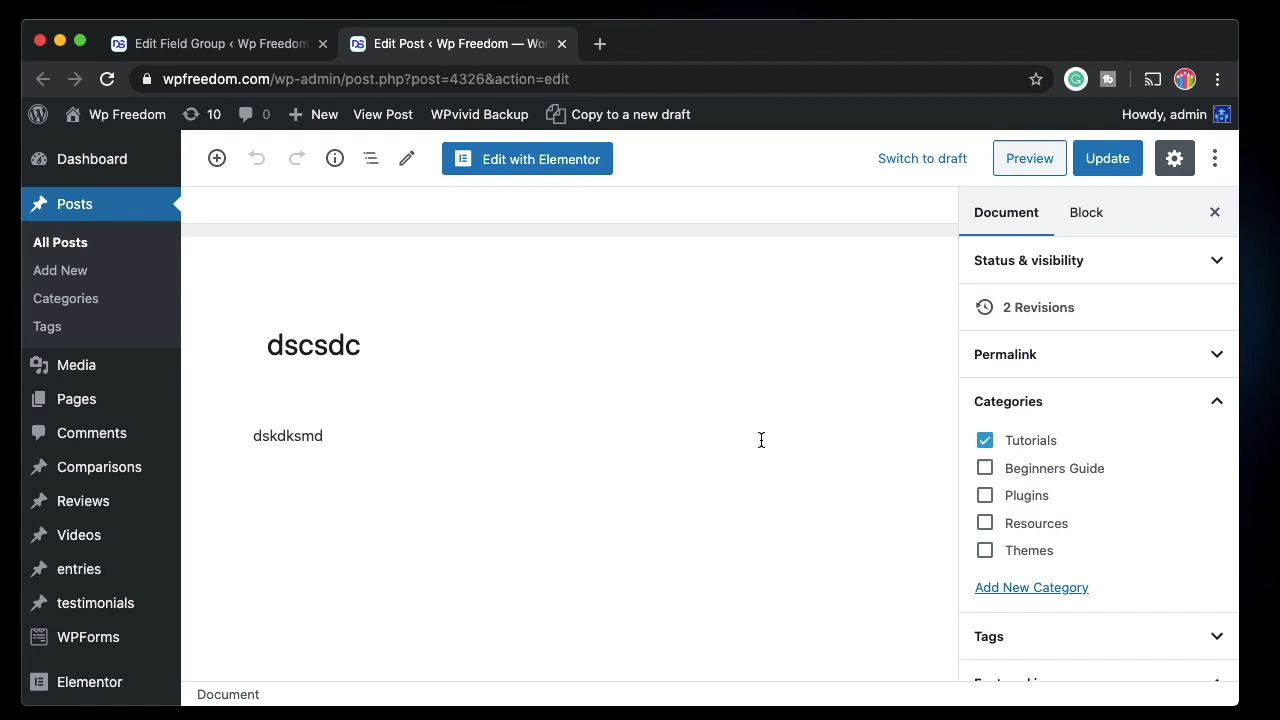 Edit Field Group ‹ Wp Freedom
Edit Post ‹ Wp Freedom —
wpfreedom.com/wp-admin/post.php?post=4326&action=edit
Wp Freedom 10 0 New View Post WPvivid Backup Copy to a new draft Howdy, admin
Dashboard
Posts
All Posts
Add New
Categories
Tags
Media
Pages
Comments
Comparisons
Reviews
Videos
entries
testimonials
WPForms
Elementor
Edit with Elementor
Switch to draft
Preview
Update
dscsdc
dskdksmd
Document Block
Status & visibility
2 Revisions
Permalink
Categories
Tutorials
Beginners Guide
Plugins
Resources
Themes
Add New Category
Tags
Document